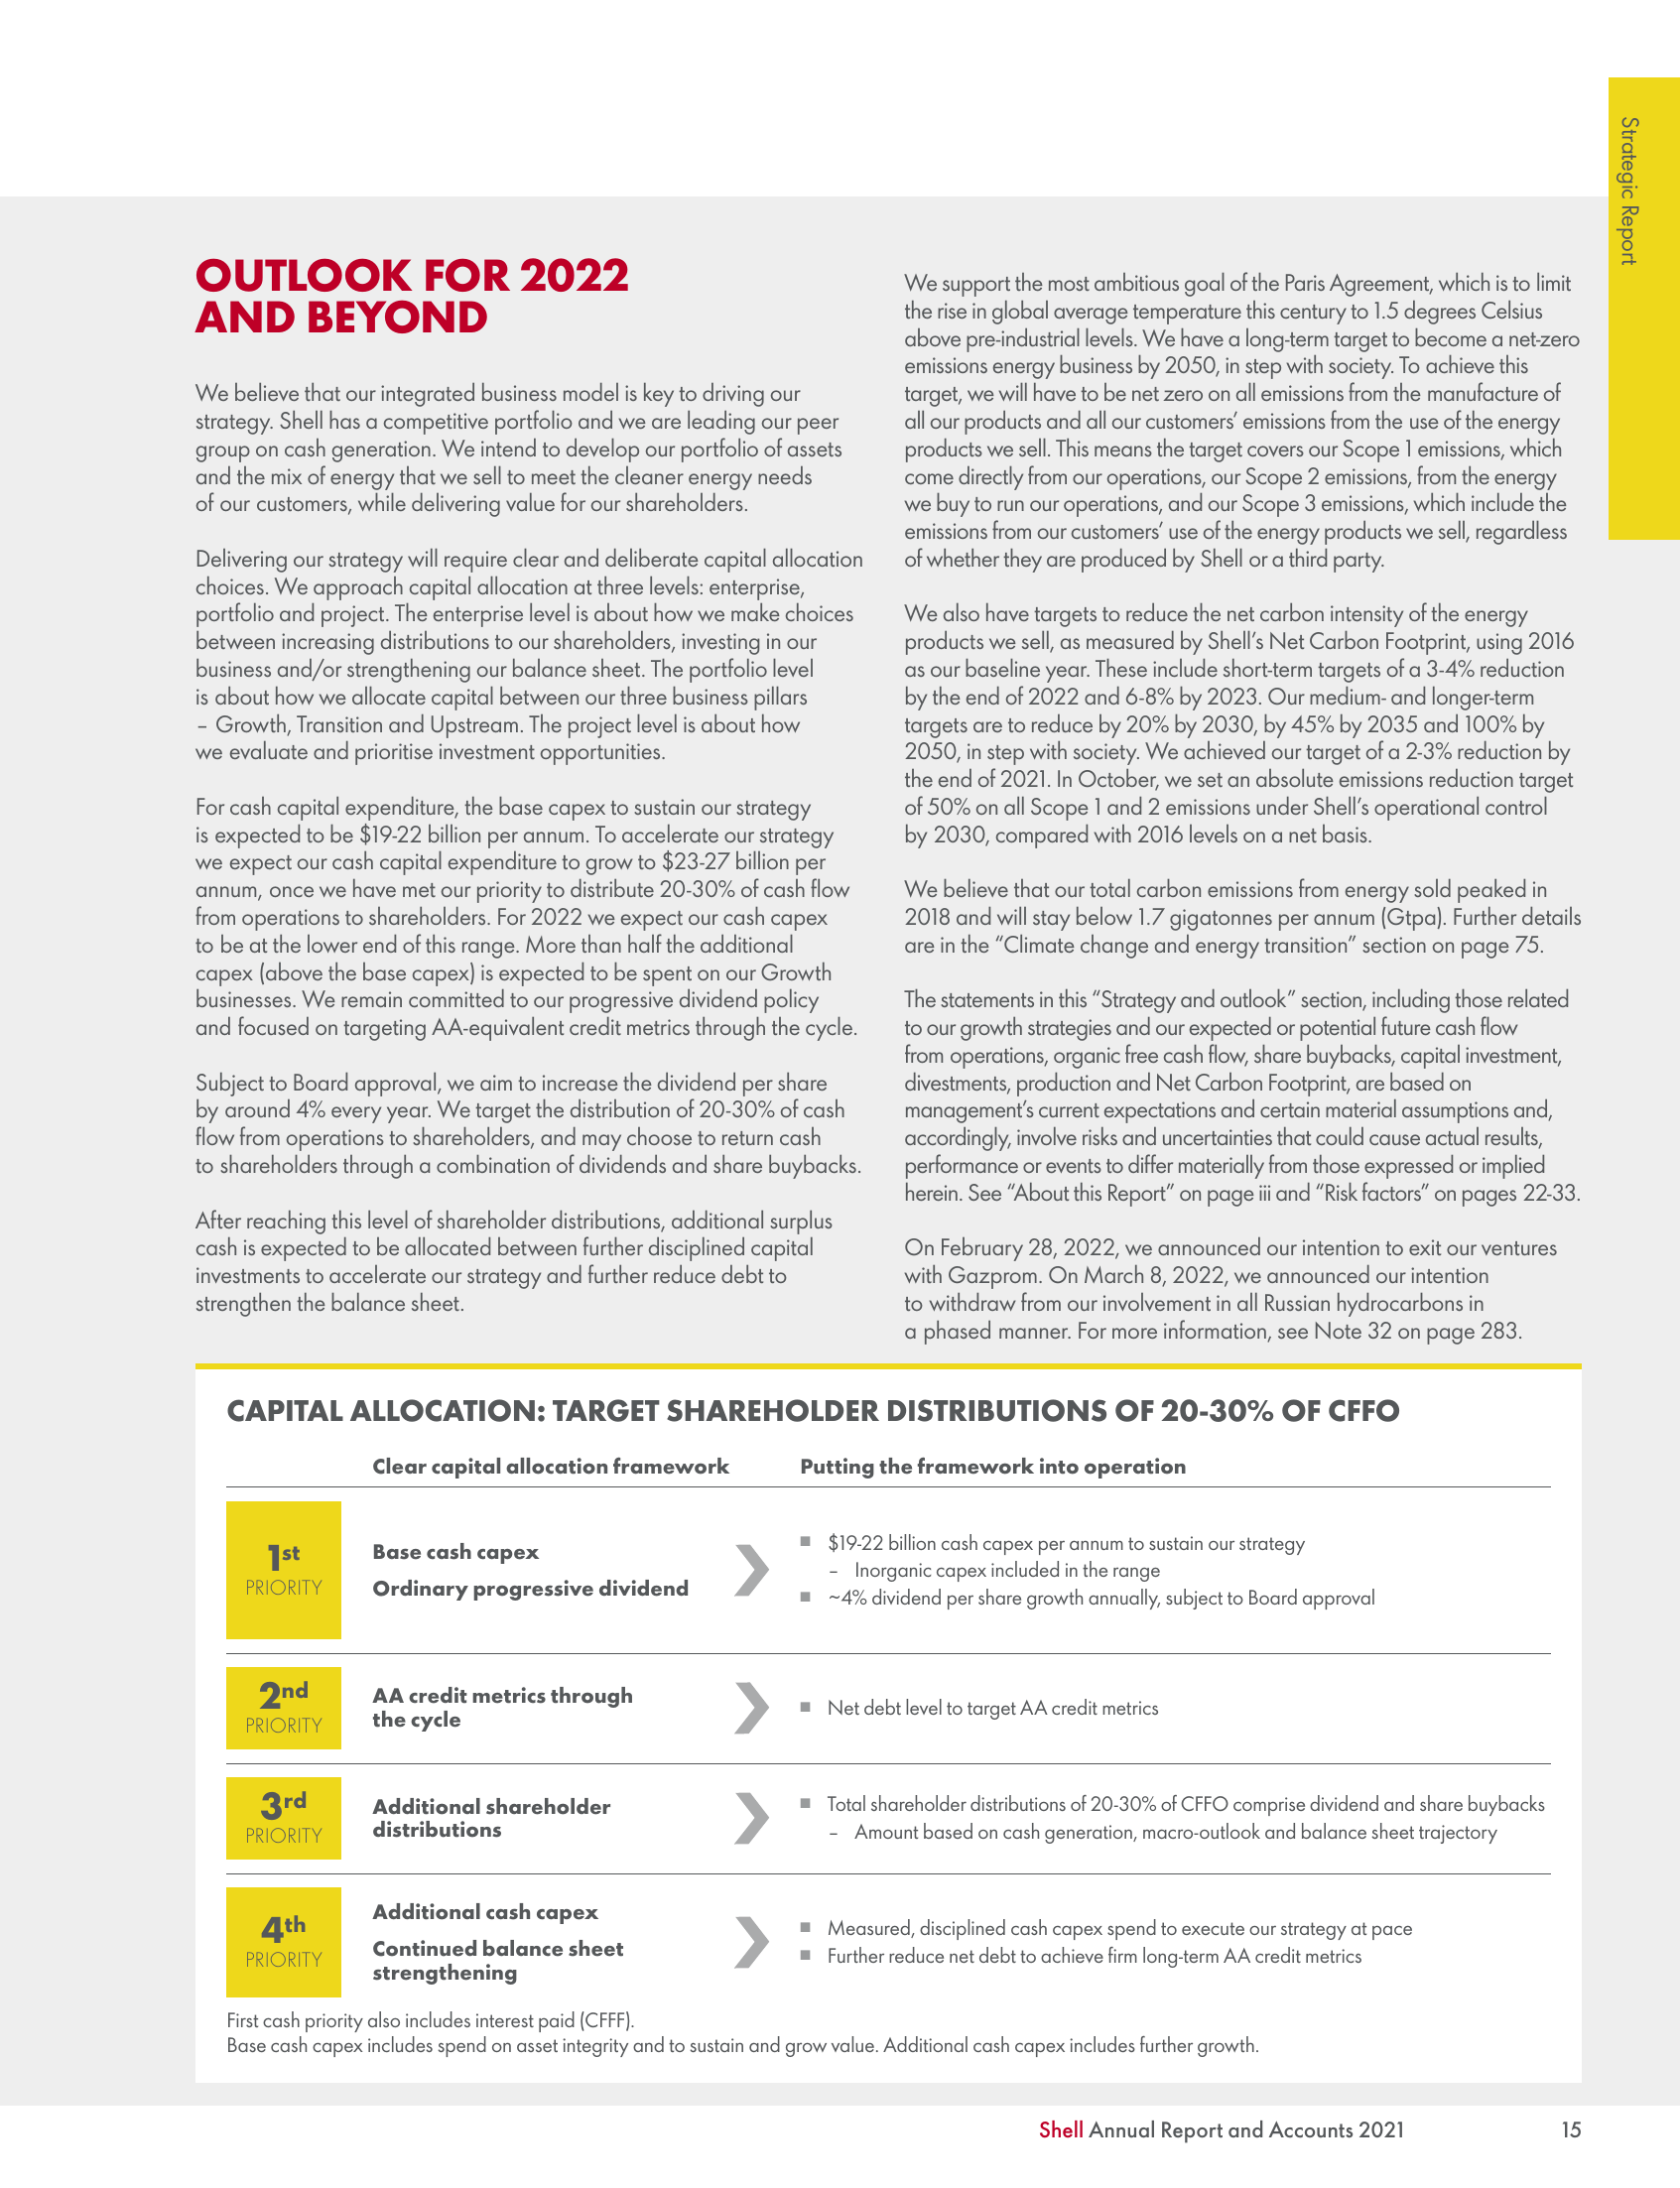 Strategic Report
OUTLOOK FOR 2022
AND BEYOND
We believe that our integrated business model is key to driving our
strategy. Shell has a competitive portfolio and we are leading our peer
group on cash generation. We intend to develop our portfolio of assets
and the mix of energy that we sell to meet the cleaner energy needs
of our customers, while delivering value for our shareholders.
Delivering our strategy will require clear and deliberate capital allocation
choices. We approach capital allocation at three levels: enterprise,
portfolio and project. The enterprise level is about how we make choices
between increasing distributions to our shareholders, investing in our
business and/or strengthening our balance sheet. The portfolio level
is about how we allocate capital between our three business pillars
– Growth, Transition and Upstream. The project level is about how
we evaluate and prioritise investment opportunities.
For cash capital expenditure, the base capex to sustain our strategy
is expected to be $19-22 billion per annum. To accelerate our strategy
we expect our cash capital expenditure to grow to $23-27 billion per
annum, once we have met our priority to distribute 20-30% of cash flow
from operations to shareholders. For 2022 we expect our cash capex
to be at the lower end of this range. More than half the additional
capex (above the base capex) is expected to be spent on our Growth
businesses. We remain committed to our progressive dividend policy
and focused on targeting AA-equivalent credit metrics through the cycle.
Subject to Board approval, we aim to increase the dividend per share
by around 4% every year. We target the distribution of 20-30% of cash
flow from operations to shareholders, and may choose to return cash
to shareholders through a combination of dividends and share buybacks.
After reaching this level of shareholder distributions, additional surplus
cash is expected to be allocated between further disciplined capital
investments to accelerate our strategy and further reduce debt to
strengthen the balance sheet.
We support the most ambitious goal of the Paris Agreement, which is to limit
the rise in global average temperature this century to 1.5 degrees Celsius
above pre-industrial levels. We have a long-term target to become a net-zero
emissions energy business by 2050, in step with society. To achieve this
target, we will have to be net zero on all emissions from the manufacture of
all our products and all our customers’ emissions from the use of the energy
products we sell. This means the target covers our Scope 1 emissions, which
come directly from our operations, our Scope 2 emissions, from the energy
we buy to run our operations, and our Scope 3 emissions, which include the
emissions from our customers’ use of the energy products we sell, regardless
of whether they are produced by Shell or a third party.
We also have targets to reduce the net carbon intensity of the energy
products we sell, as measured by Shell’s Net Carbon Footprint, using 2016
as our baseline year. These include short-term targets of a 3-4% reduction
by the end of 2022 and 6-8% by 2023. Our medium- and longer-term
targets are to reduce by 20% by 2030, by 45% by 2035 and 100% by
2050, in step with society. We achieved our target of a 2-3% reduction by
the end of 2021. In October, we set an absolute emissions reduction target
of 50% on all Scope 1 and 2 emissions under Shell’s operational control
by 2030, compared with 2016 levels on a net basis.
We believe that our total carbon emissions from energy sold peaked in
2018 and will stay below 1.7 gigatonnes per annum (Gtpa). Further details
are in the “Climate change and energy transition” section on page 75.
The statements in this “Strategy and outlook” section, including those related
to our growth strategies and our expected or potential future cash flow
from operations, organic free cash flow, share buybacks, capital investment,
divestments, production and Net Carbon Footprint, are based on
management’s current expectations and certain material assumptions and,
accordingly, involve risks and uncertainties that could cause actual results,
performance or events to differ materially from those expressed or implied
herein. See “About this Report” on page iii and “Risk factors” on pages 22-33.
On February 28, 2022, we announced our intention to exit our ventures
with Gazprom. On March 8, 2022, we announced our intention
to withdraw from our involvement in all Russian hydrocarbons in
a phased manner. For more information, see Note 32 on page 283.
CAPITAL ALLOCATION: TARGET SHAREHOLDER DISTRIBUTIONS OF 20-30% OF CFFO
Clear capital allocation framework
Putting the framework into operation
1st
PRIORITY
Base cash capex
Ordinary progressive dividend
■ $19-22 billion cash capex per annum to sustain our strategy
– Inorganic capex included in the range
■ ~4% dividend per share growth annually, subject to Board approval
2nd
PRIORITY
AA credit metrics through
the cycle
■ Net debt level to target AA credit metrics
3rd
PRIORITY
Additional shareholder
distributions
■ Total shareholder distributions of 20-30% of CFFO comprise dividend and share buybacks
– Amount based on cash generation, macro-outlook and balance sheet trajectory
4th
PRIORITY
Additional cash capex
Continued balance sheet
strengthening
■ Measured, disciplined cash capex spend to execute our strategy at pace
■ Further reduce net debt to achieve firm long-term AA credit metrics
First cash priority also includes interest paid (CFFF).
Base cash capex includes spend on asset integrity and to sustain and grow value. Additional cash capex includes further growth.
Shell Annual Report and Accounts 2021
15